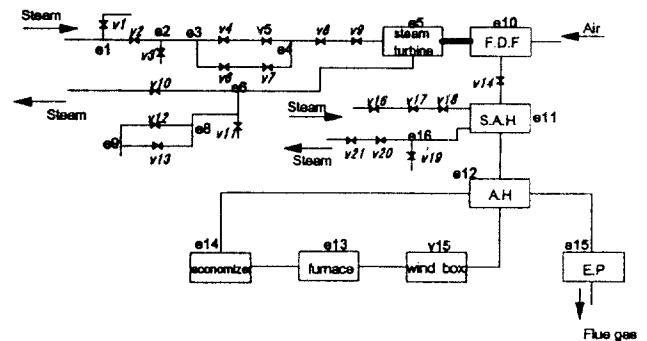 Steam
v1
v2
e2
e3
v4
v5
v8
v9
e5
steam
turbine
e10
F.D.F
Air
e1
v3
e4
v6
v7
v14
v10
e6
Steam
Steam
v16
v17
v18
S.A.H
e11
v12
e8
v11
e9
v13
Steam
v21
v20
e16
v19
e12
A.H
e14
e13
v15
e15
economizer
furnace
wind box
E.P
Flue gas